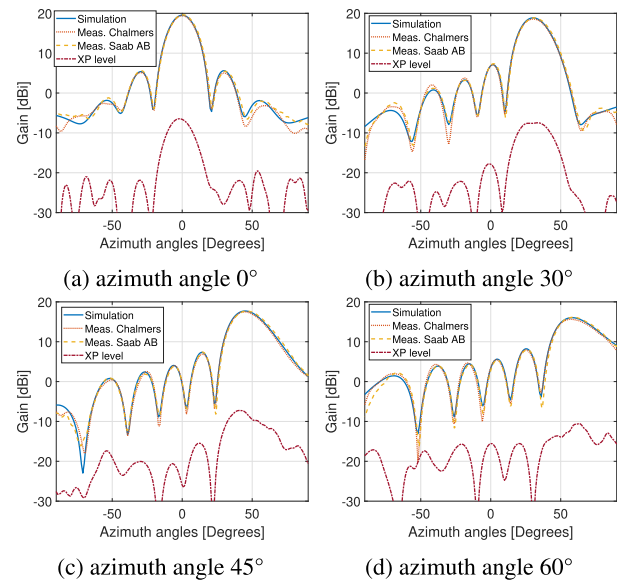 20
10
0
-10
-20
-30
Gain [dBi]
Simulation
Meas. Chalmers
Meas. Saab AB
XP level
-50 0 50
Azimuth angles [Degrees]
(a) azimuth angle 0°
20
10
0
-10
-20
-30
Gain [dBi]
Simulation
Meas. Chalmers
Meas. Saab AB
XP level
-50 0 50
Azimuth angles [Degrees]
(b) azimuth angle 30°
20
10
0
-10
-20
-30
Gain [dBi]
Simulation
Meas. Chalmers
Meas. Saab AB
XP level
-50 0 50
Azimuth angles [Degrees]
(c) azimuth angle 45°
20
10
0
-10
-20
-30
Gain [dBi]
Simulation
Meas. Chalmers
Meas. Saab AB
XP level
-50 0 50
Azimuth angles [Degrees]
(d) azimuth angle 60°